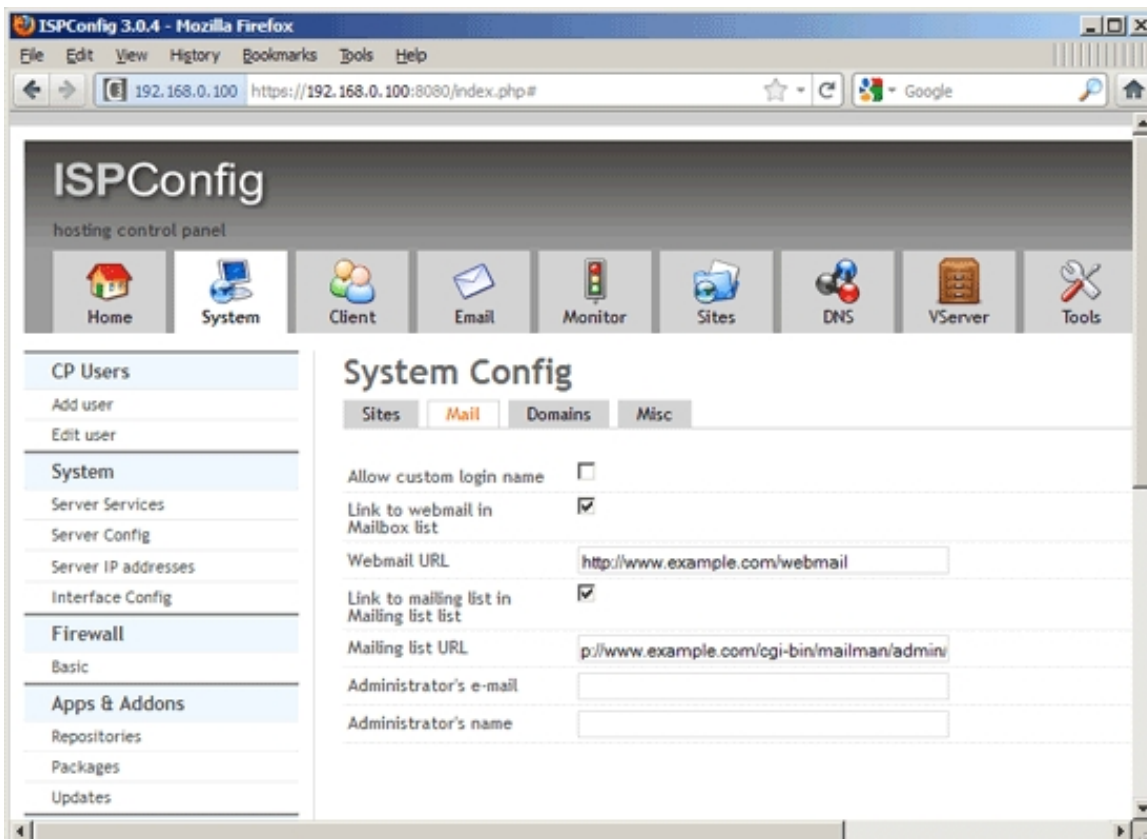 ISPConfig 3.0.4 - Mozilla Firefox
File Edit View History Bookmarks Tools Help
192.168.0.100 https://192.168.0.100:8080/index.php# Google
ISPConfig
hosting control panel
Home System Client Email Monitor Sites DNS VServer Tools
CP Users
Add user
Edit user
System
Server Services
Server Config
Server IP addresses
Interface Config
Firewall
Basic
Apps & Addons
Repositories
Packages
Updates
System Config
Sites Mail Domains Misc
Allow custom login name
Link to webmail in
Mailbox list
Webmail URL http://www.example.com/webmail
Link to mailing list in
Mailing list list
Mailing list URL p://www.example.com/cgi-bin/mailman/admin/
Administrator's e-mail
Administrator's name